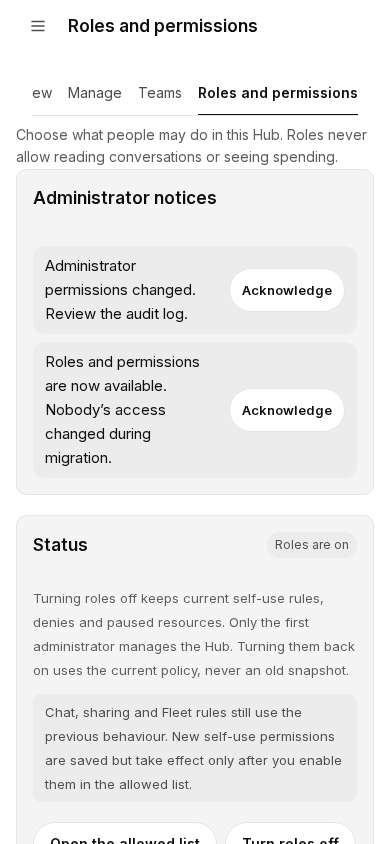 Roles and permissions
ew Manage Teams Roles and permissions
Choose what people may do in this Hub. Roles never
allow reading conversations or seeing spending.
Administrator notices
Administrator
permissions changed.
Review the audit log.
Acknowledge
Roles and permissions
are now available.
Nobody’s access
changed during
migration.
Acknowledge
Status
Roles are on
Turning roles off keeps current self-use rules,
denies and paused resources. Only the first
administrator manages the Hub. Turning them back
on uses the current policy, never an old snapshot.
Chat, sharing and Fleet rules still use the
previous behaviour. New self-use permissions
are saved but take effect only after you enable
them in the allowed list.
Open the allowed list
Turn roles off